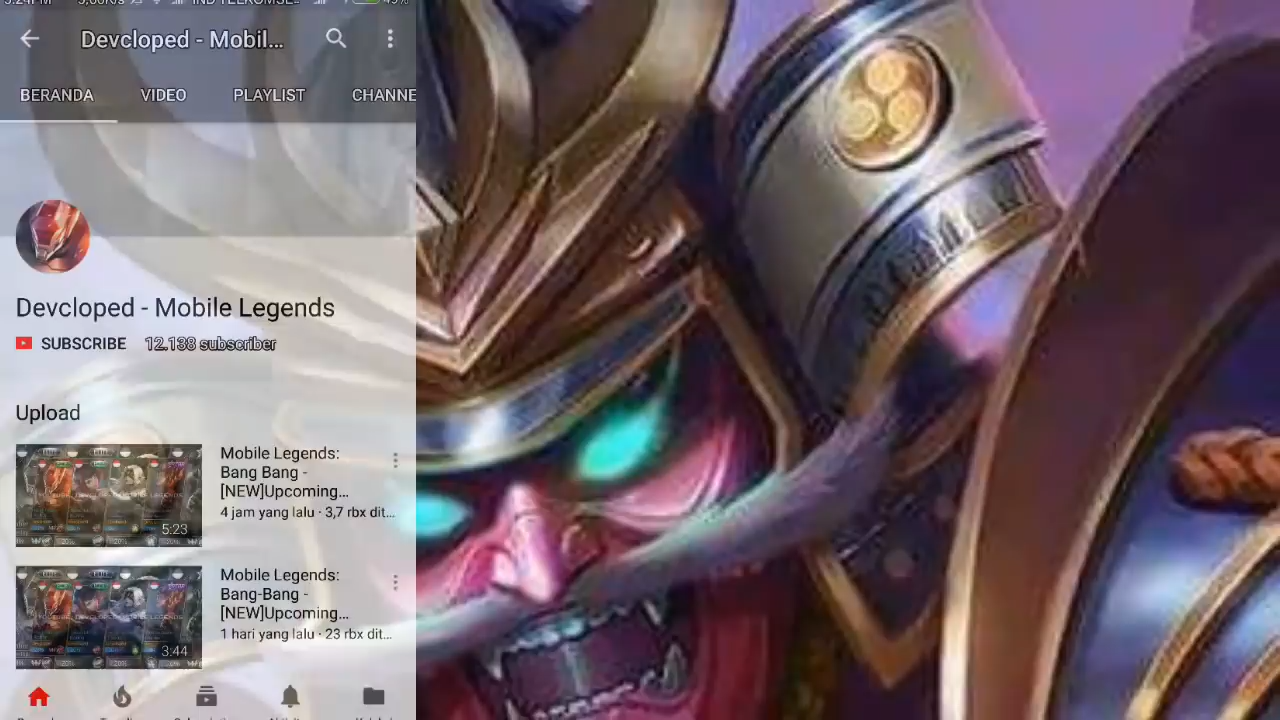 Devcloped - Mobil...
BERANDA VIDEO PLAYLIST CHANNE
Devcloped - Mobile Legends
SUBSCRIBE 12.138 subscriber
Upload
Mobile Legends:
Bang Bang -
[NEW]Upcoming...
4 jam yang lalu · 3,7 rbx dit...
5:23
Mobile Legends:
Bang-Bang -
[NEW]Upcoming...
1 hari yang lalu · 23 rbx dit...
3:44